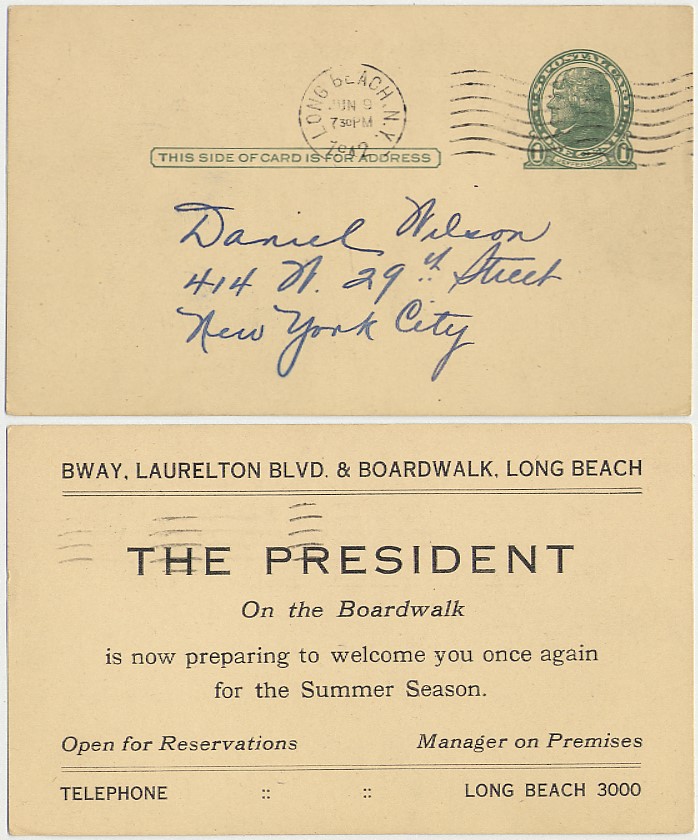 LONG BEACH, N.Y.
JUN 9
7 30 PM
1942
U.S. POSTAL CARD
ONE CENT
1 1
JEFFERSON
THIS SIDE OF CARD IS FOR ADDRESS
Daniel Wilson
414 W. 29th Street
New York City
BWAY, LAURELTON BLVD. & BOARDWALK, LONG BEACH
THE PRESIDENT
On the Boardwalk
is now preparing to welcome you once again
for the Summer Season.
Open for Reservations Manager on Premises
TELEPHONE :: :: LONG BEACH 3000